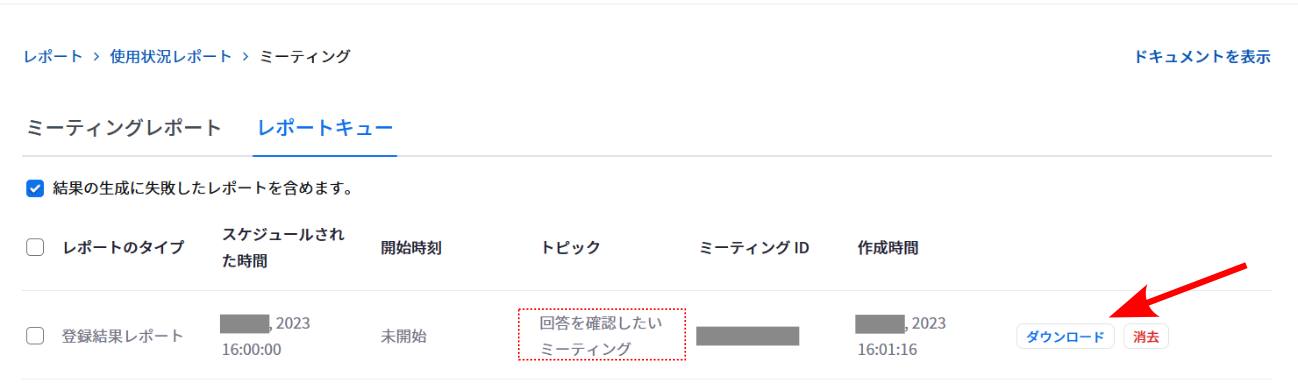 レポート > 使用状況レポート > ミーティング
ドキュメントを表示
ミーティングレポート レポートキュー
結果の生成に失敗したレポートを含めます。
レポートのタイプ
スケジュールされ
た時間
開始時刻
トピック
ミーティング ID
作成時間
登録結果レポート
, 2023
16:00:00
未開始
回答を確認したい
ミーティング
, 2023
16:01:16
ダウンロード
消去